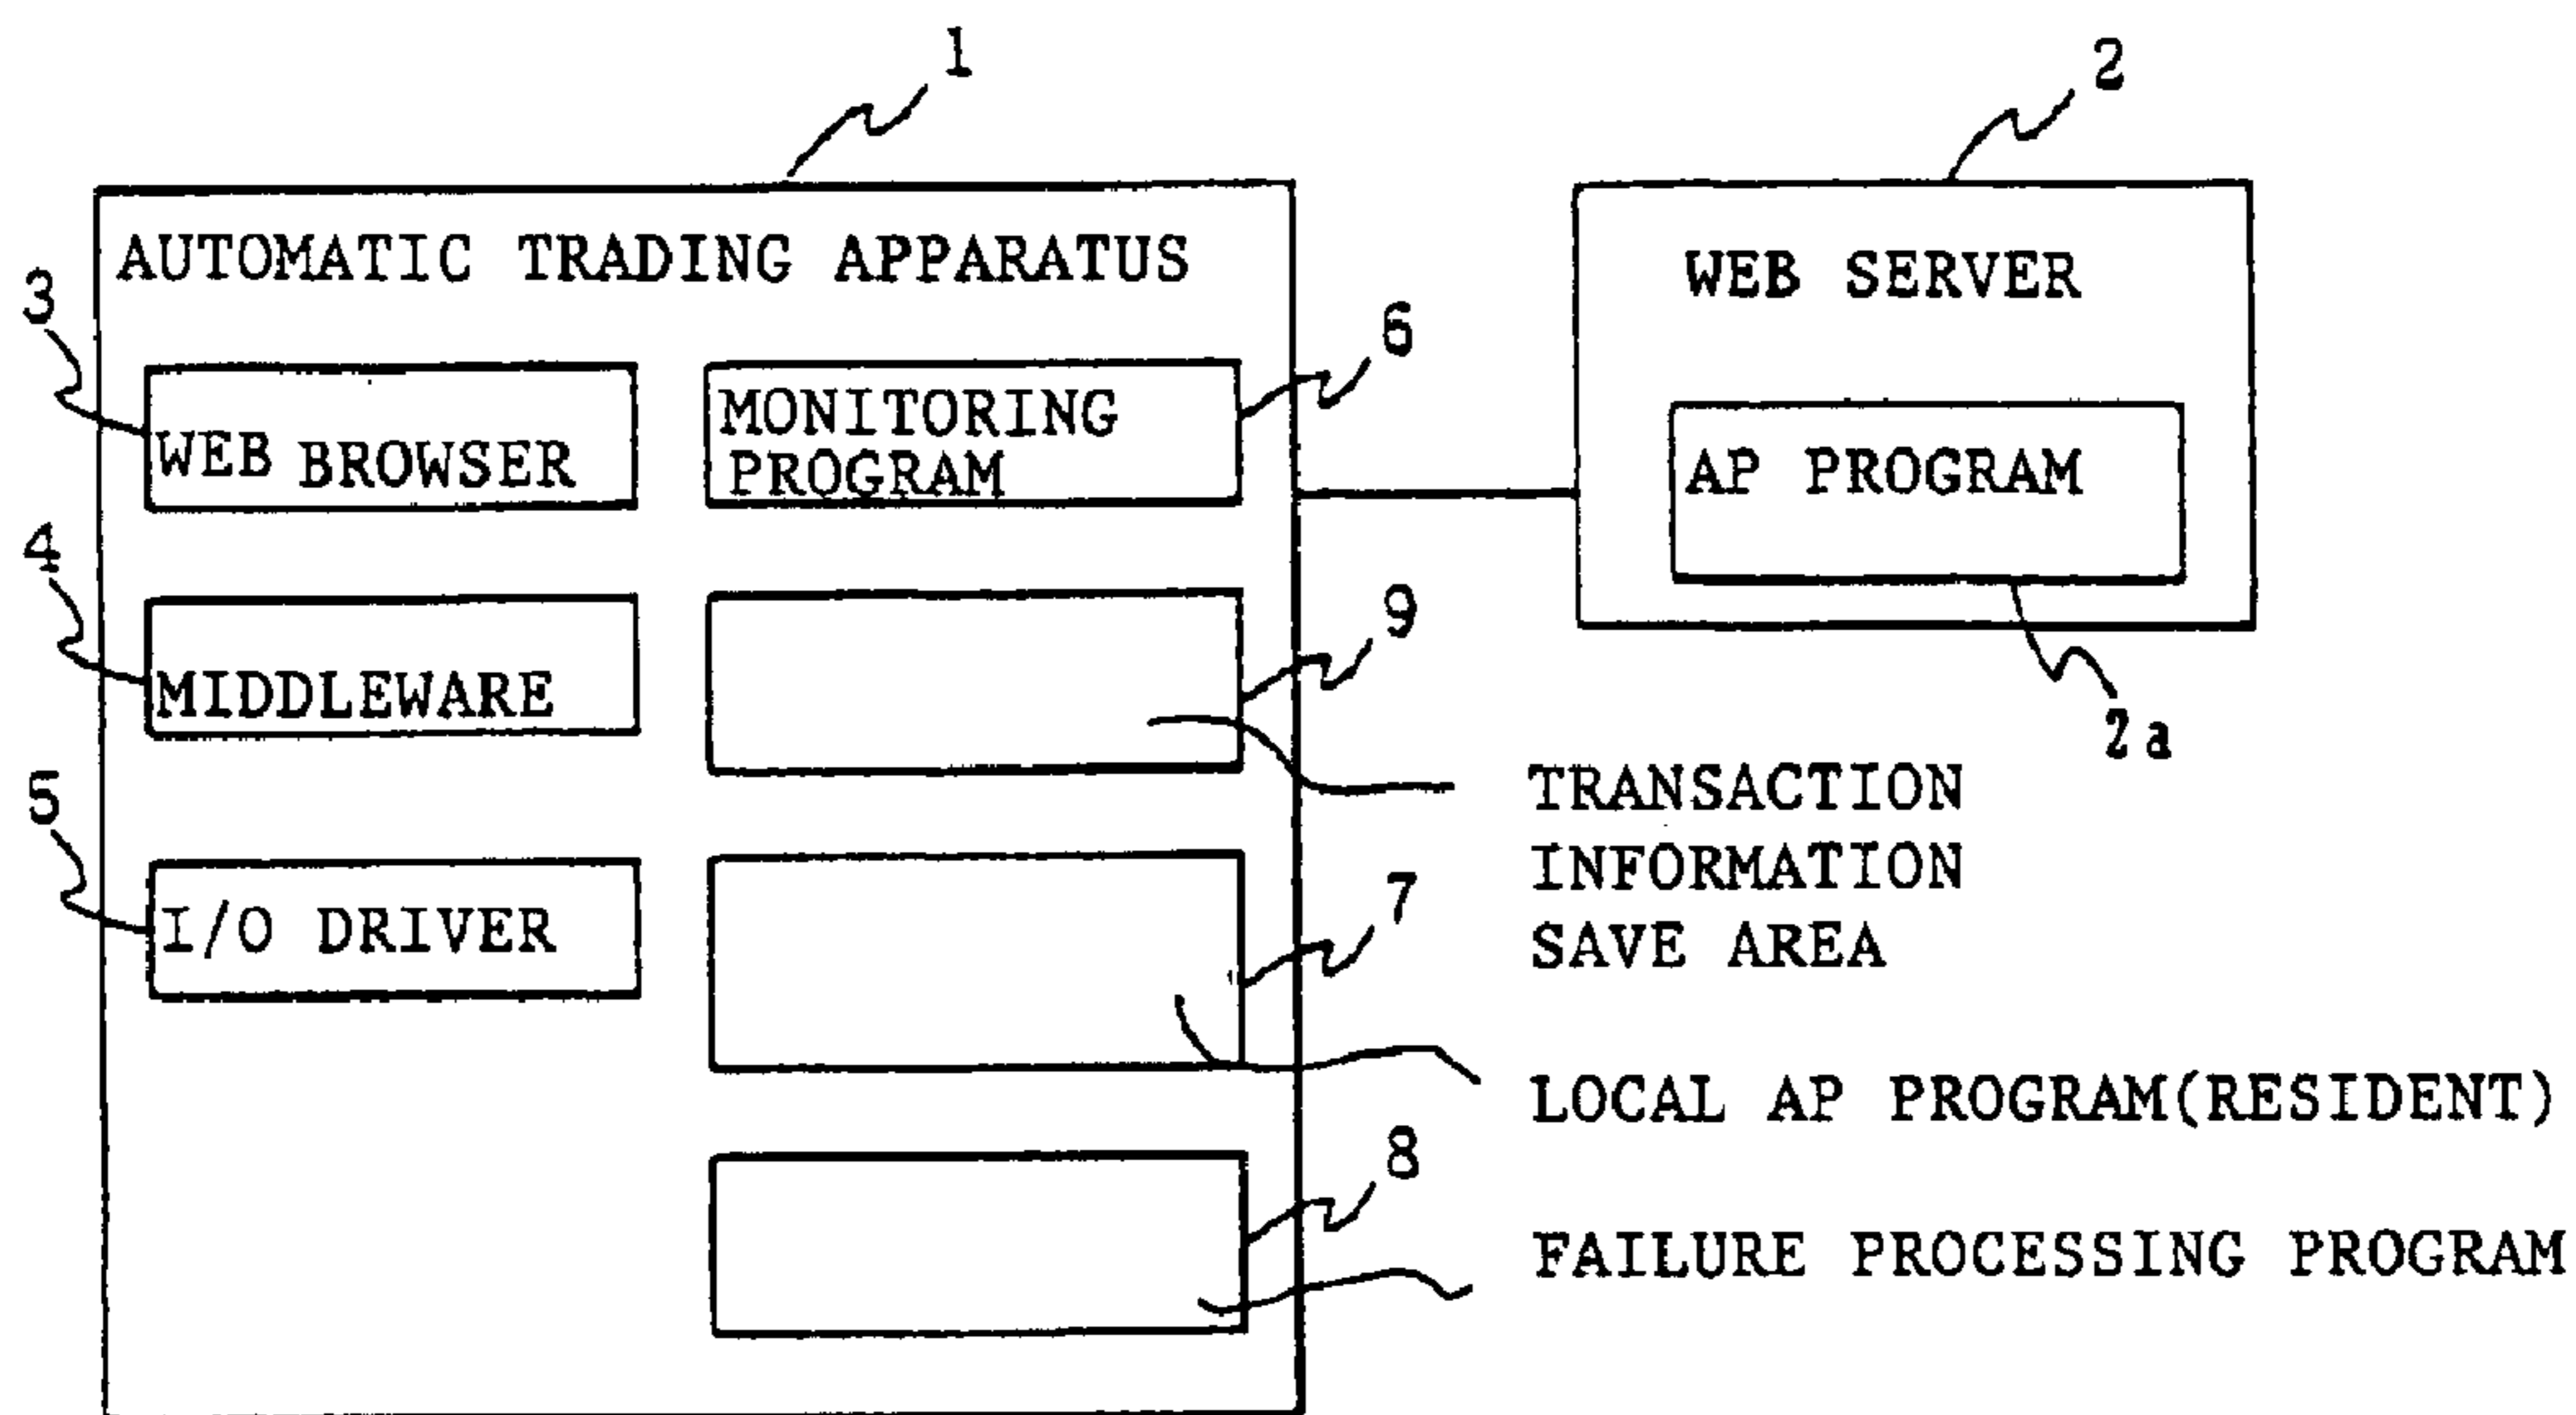 1
2
AUTOMATIC TRADING APPARATUS
WEB SERVER
3
6
WEB BROWSER
MONITORING
PROGRAM
AP PROGRAM
4
9
MIDDLEWARE
2a
TRANSACTION
INFORMATION
SAVE AREA
5
7
I/O DRIVER
LOCAL AP PROGRAM(RESIDENT)
8
FAILURE PROCESSING PROGRAM